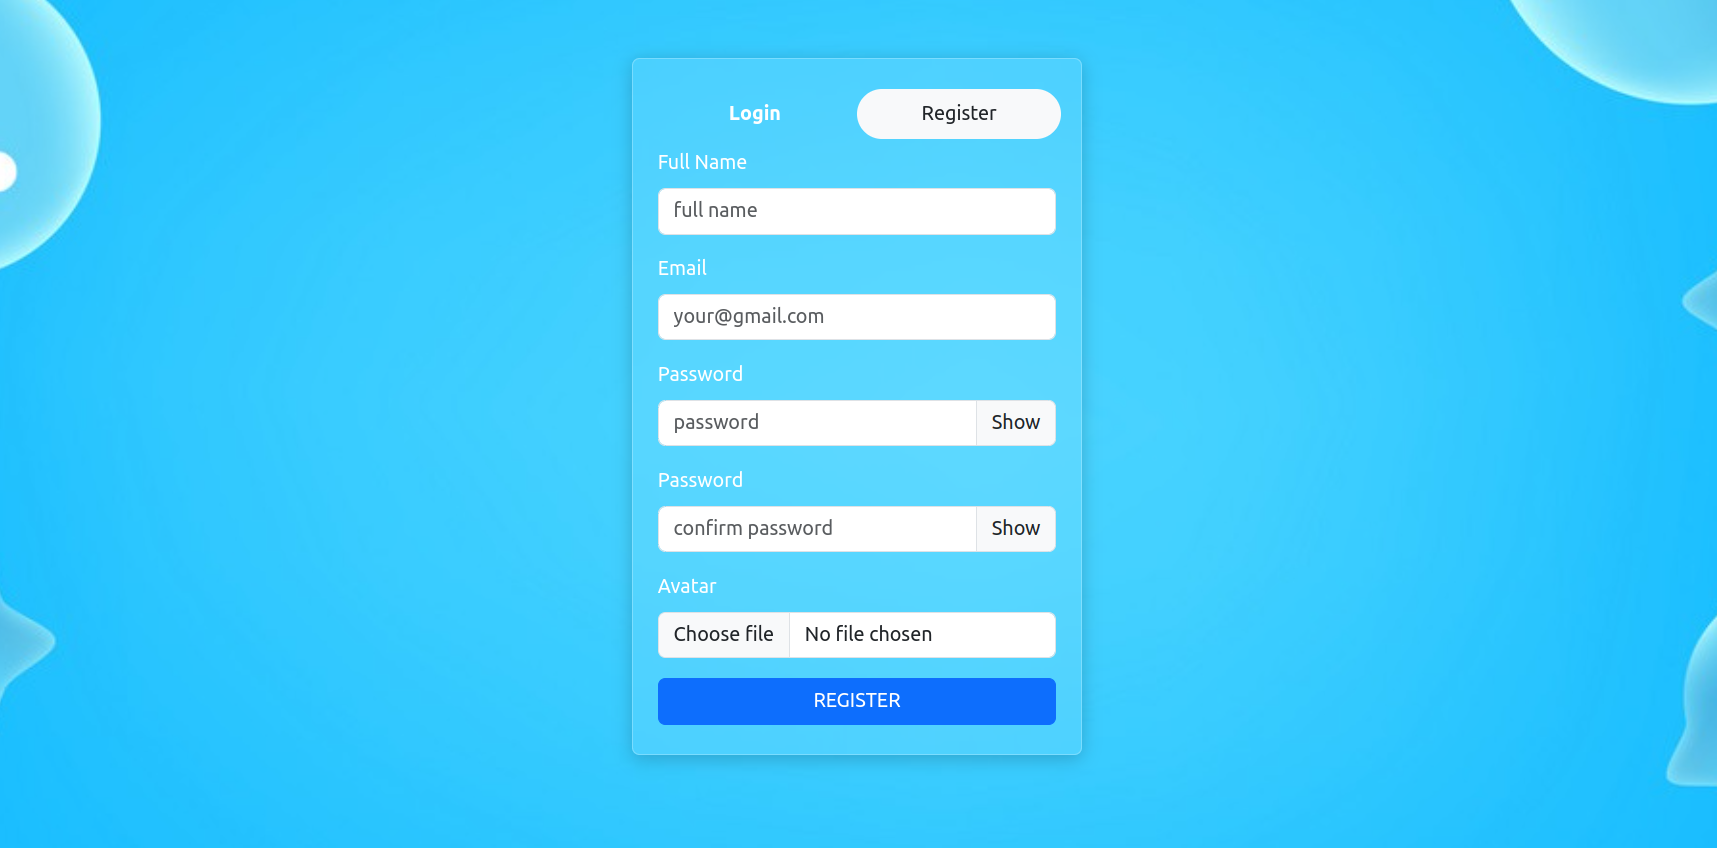 Login Register
Full Name
full name
Email
your@gmail.com
Password
password Show
Password
confirm password Show
Avatar
Choose file No file chosen
REGISTER